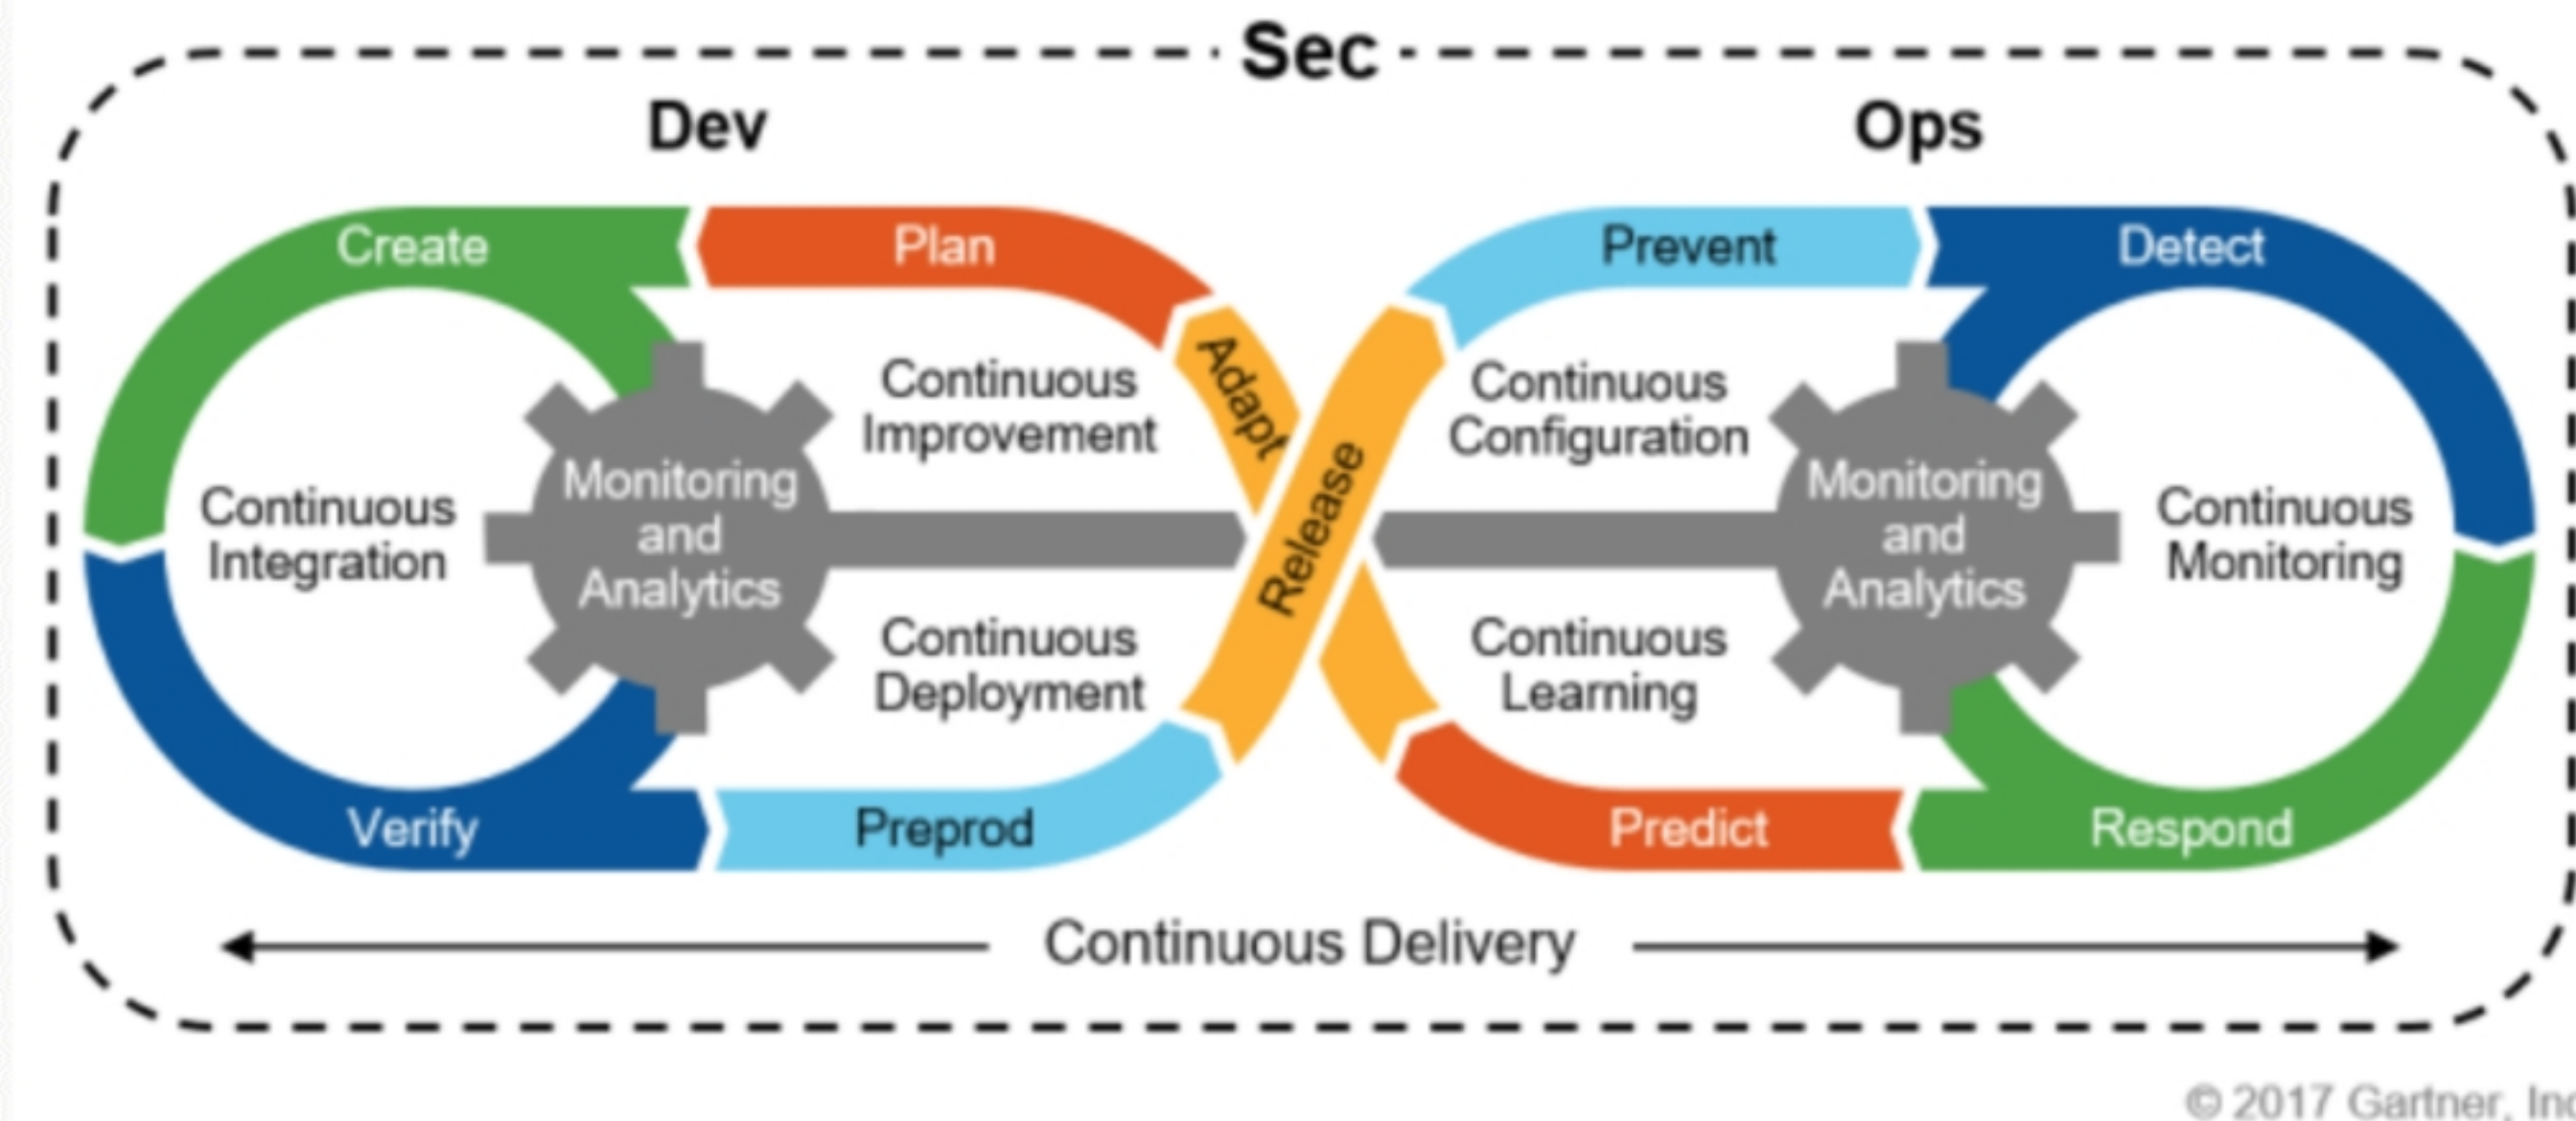 Sec
Dev
Ops
Create
Plan
Prevent
Detect
Adapt
Release
Continuous
Improvement
Continuous
Configuration
Continuous
Integration
Monitoring
and
Analytics
Monitoring
and
Analytics
Continuous
Monitoring
Continuous
Deployment
Continuous
Learning
Verify
Preprod
Predict
Respond
Continuous Delivery
© 2017 Gartner, Inc